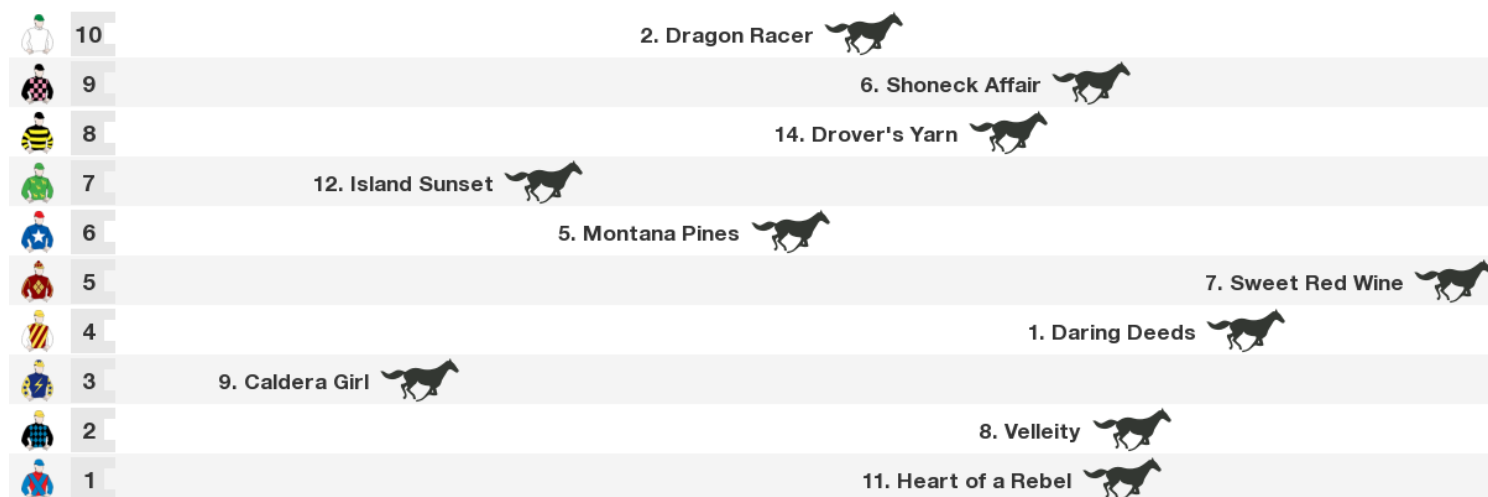 10 2. Dragon Racer
9 6. Shoneck Affair
8 14. Drover's Yarn
7 12. Island Sunset
6 5. Montana Pines
5 7. Sweet Red Wine
4 1. Daring Deeds
3 9. Caldera Girl
2 8. Velleity
1 11. Heart of a Rebel